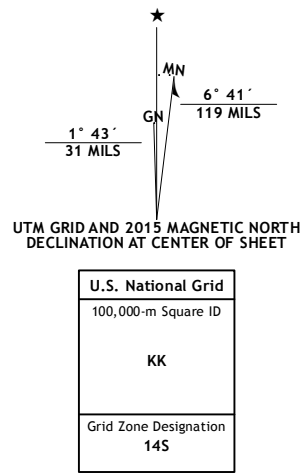 MN
6° 41´
119 MILS
GN
1° 43´
31 MILS
UTM GRID AND 2015 MAGNETIC NORTH
DECLINATION AT CENTER OF SHEET
U.S. National Grid
100,000-m Square ID
KK
Grid Zone Designation
14S